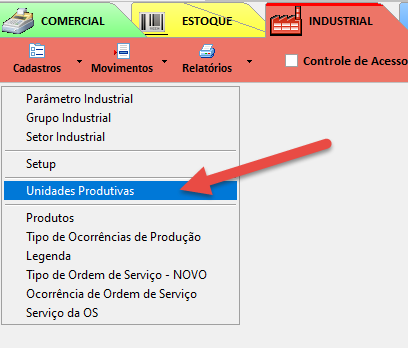 COMERCIAL ESTOQUE INDUSTRIAL
Cadastros Movimentos Relatórios Controle de Acesso
Parâmetro Industrial
Grupo Industrial
Setor Industrial
Setup
Unidades Produtivas
Produtos
Tipo de Ocorrências de Produção
Legenda
Tipo de Ordem de Serviço - NOVO
Ocorrência de Ordem de Serviço
Serviço da OS